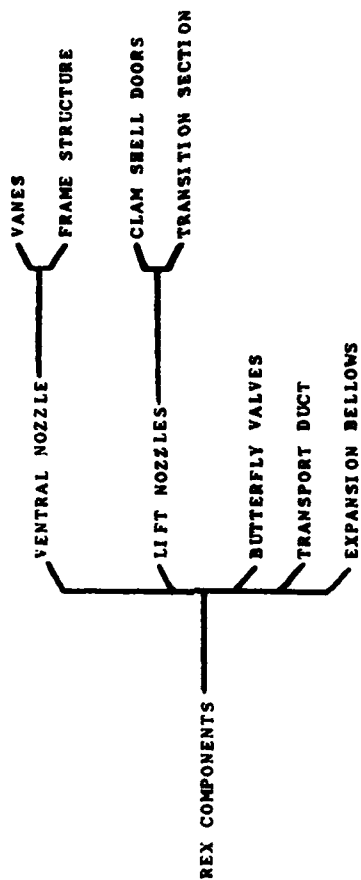 REX COMPONENTS
VENTRAL NOZZLE
VANES
FRAME STRUCTURE
LIFT NOZZLES
CLAM SHELL DOORS
TRANSITION SECTION
BUTTERFLY VALVES
TRANSPORT DUCT
EXPANSION BELLOWS